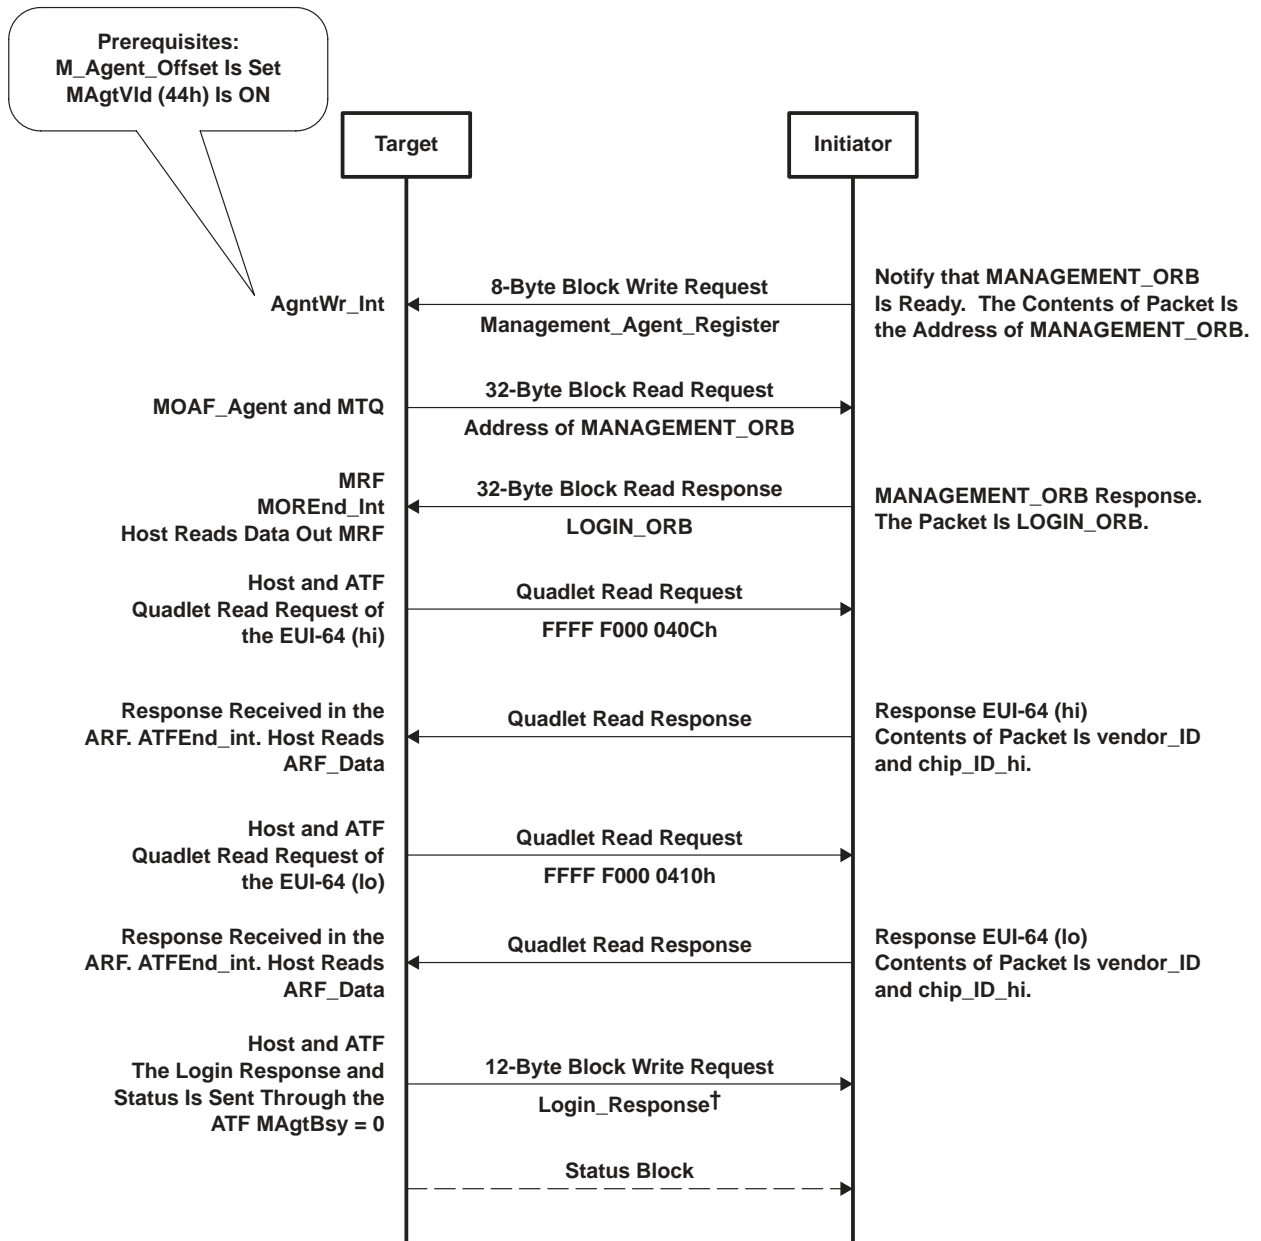 Prerequisites:
M_Agent_Offset Is Set
MAgtVld (44h) Is ON
Target
Initiator
AgntWr_Int
8-Byte Block Write Request
Management_Agent_Register
Notify that MANAGEMENT_ORB
Is Ready. The Contents of Packet Is
the Address of MANAGEMENT_ORB.
MOAF_Agent and MTQ
32-Byte Block Read Request
Address of MANAGEMENT_ORB
MRF
MOREnd_Int
Host Reads Data Out MRF
32-Byte Block Read Response
LOGIN_ORB
MANAGEMENT_ORB Response.
The Packet Is LOGIN_ORB.
Host and ATF
Quadlet Read Request of
the EUI-64 (hi)
Quadlet Read Request
FFFF F000 040Ch
Response Received in the
ARF. ATFEnd_int. Host Reads
ARF_Data
Quadlet Read Response
Response EUI-64 (hi)
Contents of Packet Is vendor_ID
and chip_ID_hi.
Host and ATF
Quadlet Read Request of
the EUI-64 (lo)
Quadlet Read Request
FFFF F000 0410h
Response Received in the
ARF. ATFEnd_int. Host Reads
ARF_Data
Quadlet Read Response
Response EUI-64 (lo)
Contents of Packet Is vendor_ID
and chip_ID_hi.
Host and ATF
The Login Response and
Status Is Sent Through the
ATF MAgtBsy = 0
12-Byte Block Write Request
Login_Response†
Status Block